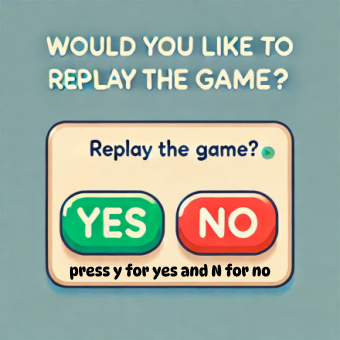 WOULD YOU LIKE TO
REPLAY THE GAME?
Replay the game?
YES NO
press y for yes and N for no